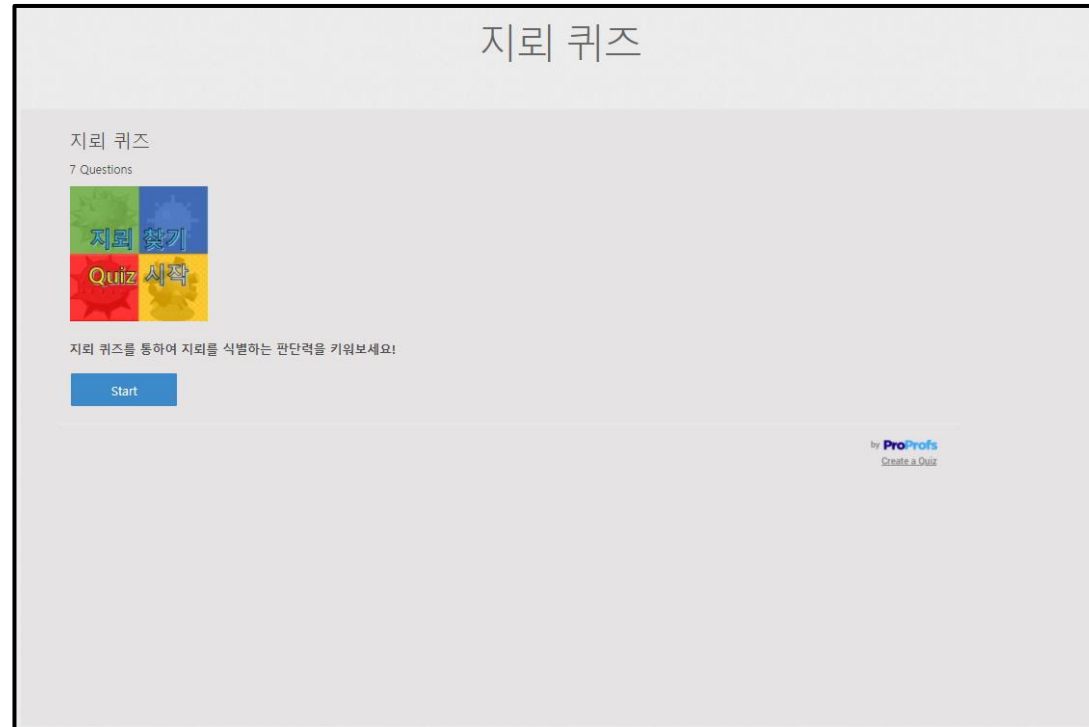 지뢰 퀴즈
지뢰 퀴즈
7 Questions
지뢰 찾기
Quiz 시작
지뢰 퀴즈를 통하여 지뢰를 식별하는 판단력을 키워보세요!
Start
by ProProfs
Create a Quiz